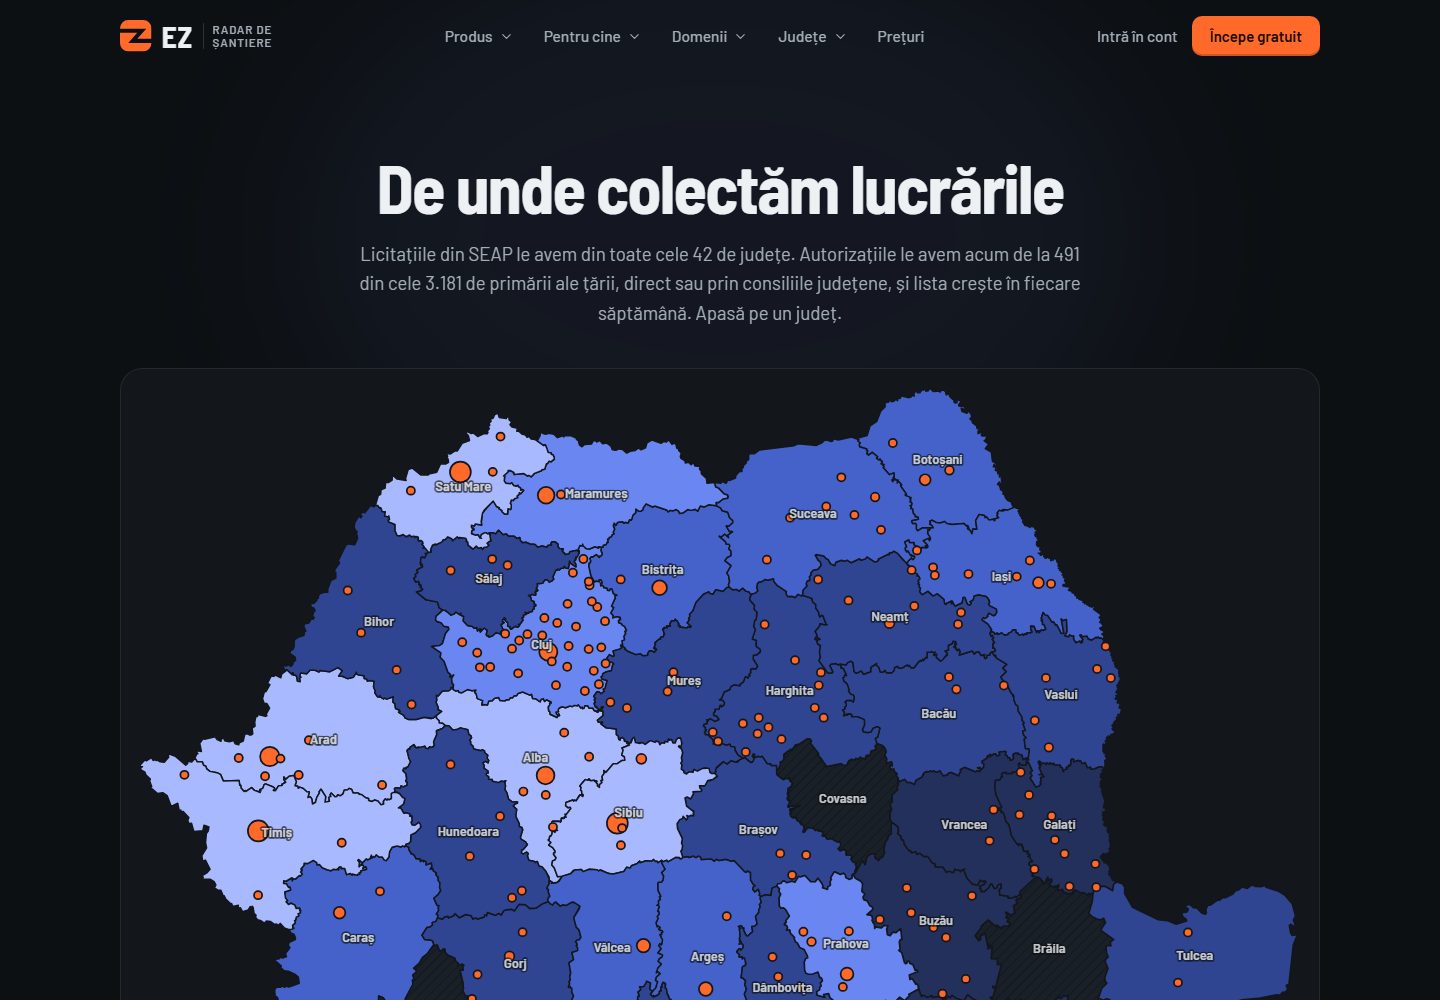 EZ
RADAR DE
ȘANTIERE
Produs
Pentru cine
Domenii
Județe
Prețuri
Intră în cont
Începe gratuit
De unde colectăm lucrările
Licitațiile din SEAP le avem din toate cele 42 de județe. Autorizațiile le avem acum de la 491
din cele 3.181 de primării ale țării, direct sau prin consiliile județene, și lista crește în fiecare
săptămână. Apasă pe un județ.
Botoșani
Satu Mare
Maramureș
Suceava
Bistrița
Sălaj
Iași
Bihor
Neamț
Cluj
Mureș
Harghita
Vaslui
Bacău
Arad
Alba
Covasna
Sibiu
Timiș
Hunedoara
Brașov
Vrancea
Galați
Buzău
Caraș
Vâlcea
Prahova
Brăila
Argeș
Tulcea
Gorj
Dâmbovița